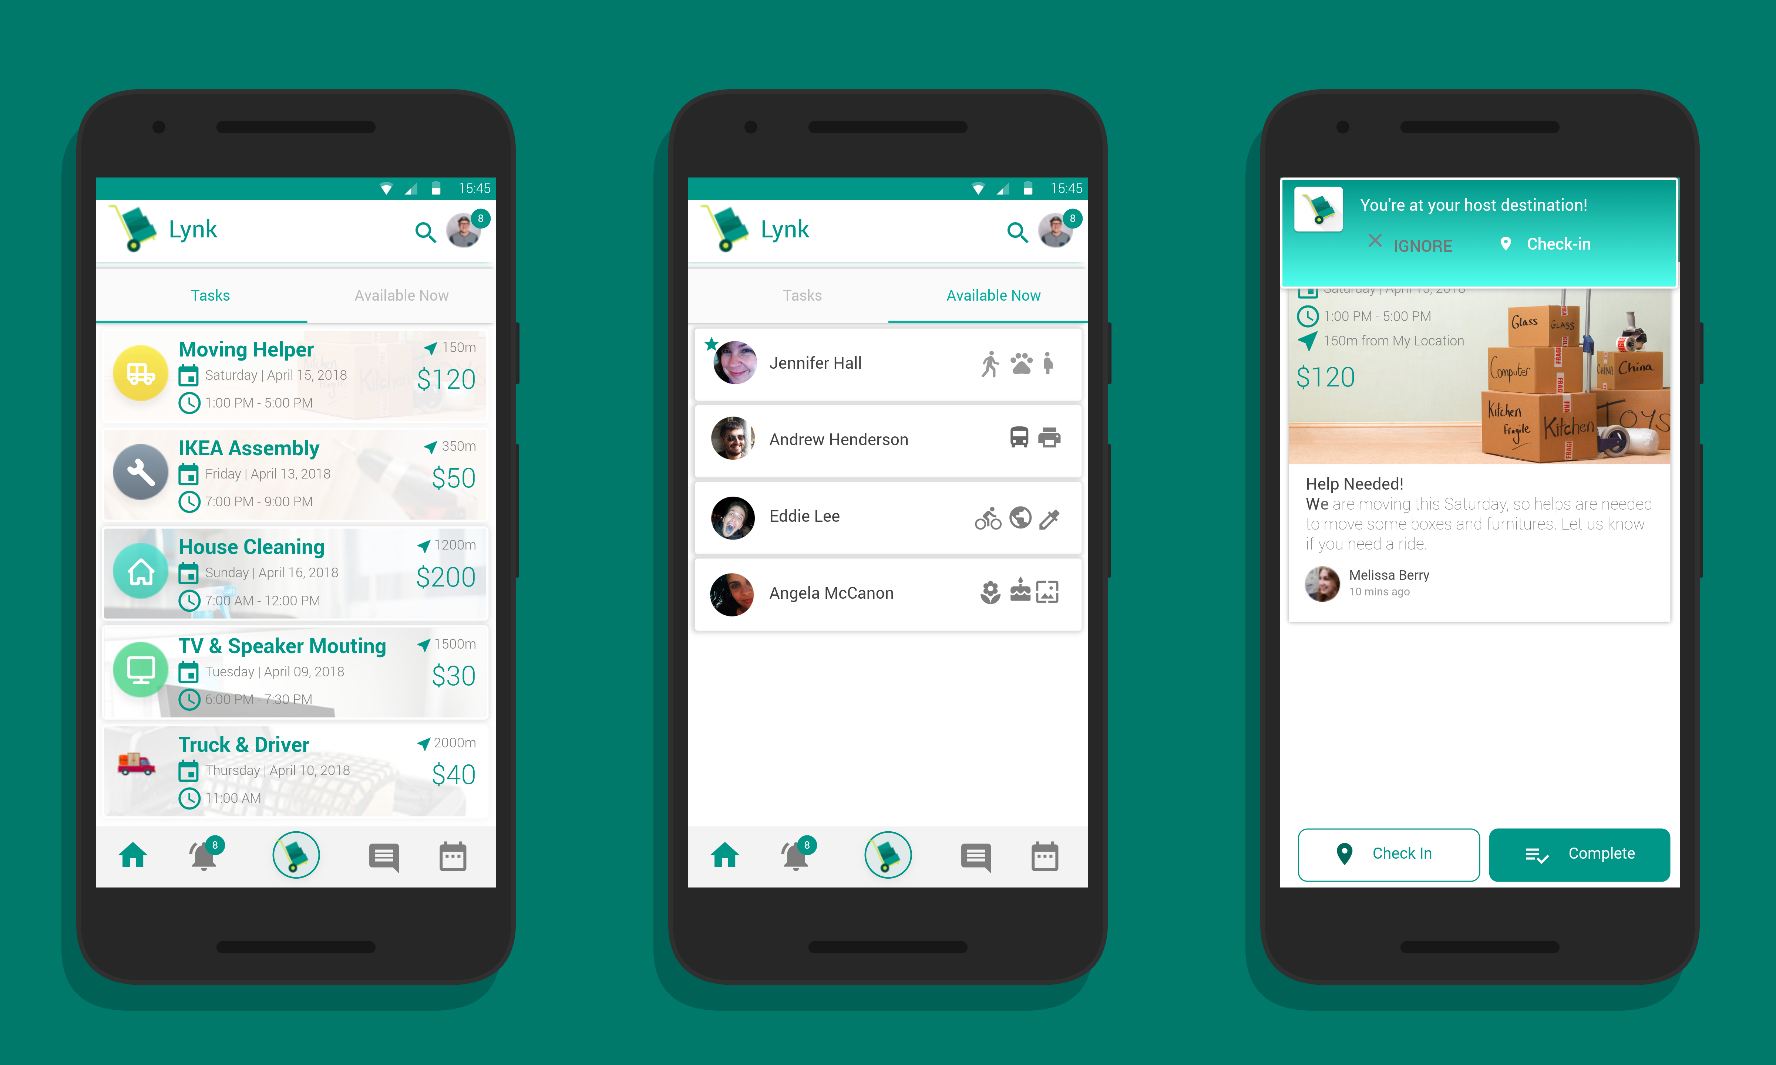 15:45
Lynk
8
Tasks
Available Now
Moving Helper
150m
Saturday | April 15, 2018
$120
1:00 PM - 5:00 PM
IKEA Assembly
350m
Friday | April 13, 2018
$50
7:00 PM - 9:00 PM
House Cleaning
1200m
Sunday | April 16, 2018
$200
7:00 AM - 12:00 PM
TV & Speaker Mouting
1500m
Tuesday | April 09, 2018
$30
6:00 PM - 7:30 PM
Truck & Driver
2000m
Thursday | April 10, 2018
$40
11:00 AM
8
15:45
Lynk
8
Tasks
Available Now
Jennifer Hall
Andrew Henderson
Eddie Lee
Angela McCanon
8
You're at your host destination!
IGNORE
Check-in
Saturday | April 15, 2018
1:00 PM - 5:00 PM
150m from My Location
$120
Glass
GLASS
Computer
CHINA
China
Kitchen
Fragile
Kitchen
TOYS
Help Needed!
We are moving this Saturday, so helps are needed
to move some boxes and furnitures. Let us know
if you need a ride.
Melissa Berry
10 mins ago
Check In
Complete